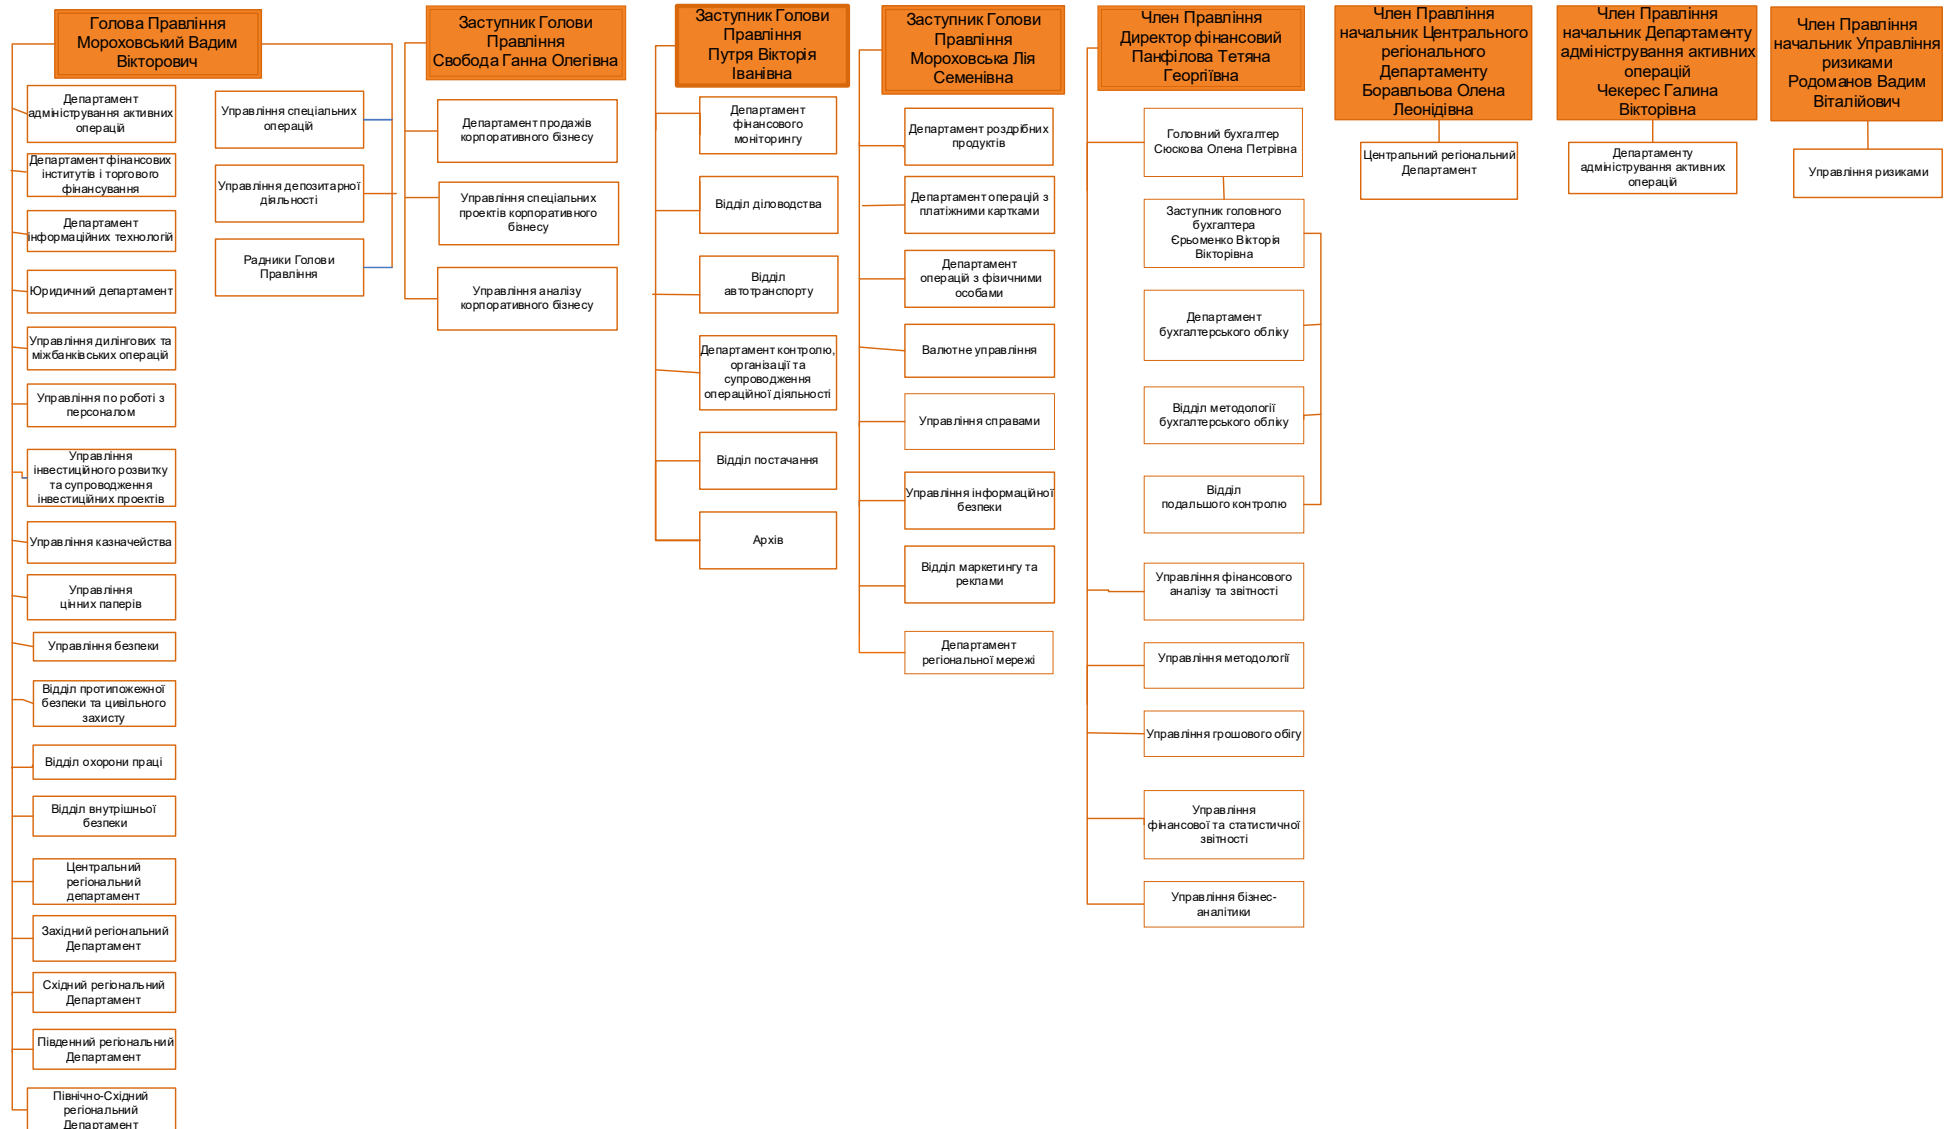 Голова Правління
Мороховський Вадим
Вікторович
Департамент
адміністрування активних
операцій
Департамент фінансових
інститутів і торгового
фінансування
Департамент
інформаційних технологій
Юридичний департамент
Управління дилінгових та
міжбанківських операцій
Управління по роботі з
персоналом
Управління
інвестиційного розвитку
та супроводження
інвестиційних проектів
Управління казначейства
Управління
цінних паперів
Управління безпеки
Відділ протипожежної
безпеки та цивільного
захисту
Відділ охорони праці
Відділ внутрішньої
безпеки
Центральний
регіональний
департамент
Західний регіональний
Департамент
Східний регіональний
Департамент
Південний регіональний
Департамент
Північно-Східний
регіональний
Департамент
Управління спеціальних
операцій
Управління депозитарної
діяльності
Радники Голови
Правління
Заступник Голови
Правління
Свобода Ганна Олегівна
Департамент продажів
корпоративного бізнесу
Управління спеціальних
проектів корпоративного
бізнесу
Управління аналізу
корпоративного бізнесу
Заступник Голови
Правління
Путря Вікторія
Іванівна
Департамент
фінансового
моніторингу
Відділ діловодства
Відділ
автотранспорту
Департамент контролю,
організації та
супроводження
операційної діяльності
Відділ постачання
Архів
Заступник Голови
Правління
Мороховська Лія
Семенівна
Департамент роздрібних
продуктів
Департамент операцій з
платіжними картками
Департамент
операцій з фізичними
особами
Валютне управління
Управління справами
Управління інформаційної
безпеки
Відділ маркетингу та
реклами
Департамент
регіональної мережі
Член Правління
Директор фінансовий
Панфілова Тетяна
Георгіївна
Головний бухгалтер
Сюскова Олена Петрівна
Заступник головного
бухгалтера
Єрьоменко Вікторія
Вікторівна
Департамент
бухгалтерського обліку
Відділ методології
бухгалтерського обліку
Відділ
подальшого контролю
Управління фінансового
аналізу та звітності
Управління методології
Управління грошового обігу
Управління
фінансової та статистичної
звітності
Управління бізнес-
аналітики
Член Правління
начальник Центрального
регіонального
Департаменту
Боравльова Олена
Леонідівна
Центральний регіональний
Департамент
Член Правління
начальник Департаменту
адміністрування активних
операцій
Чекерес Галина
Вікторівна
Департаменту
адміністрування активних
операцій
Член Правління
начальник Управління
ризиками
Родоманов Вадим
Віталійович
Управління ризиками